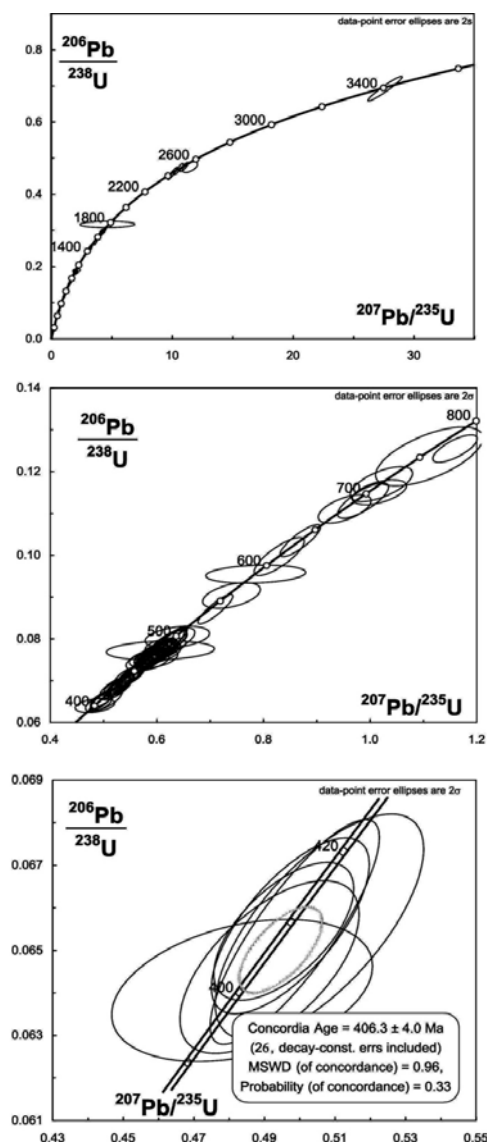 data-point error ellipses are 2s
206Pb
238U
0.8
0.6
0.4
0.2
0.0
3400
3000
2600
2200
1800
1400
207Pb/235U
0
10
20
30
data-point error ellipses are 2σ
206Pb
238U
0.14
0.12
0.10
0.08
0.06
800
700
600
500
400
207Pb/235U
0.4
0.6
0.8
1.0
1.2
data-point error ellipses are 2σ
206Pb
238U
0.069
0.067
0.065
0.063
0.061
420
400
Concordia Age = 406.3 ± 4.0 Ma
(26, decay-const. errs included)
MSWD (of concordance) = 0.96,
Probability (of concordance) = 0.33
207Pb/235U
0.43
0.45
0.47
0.49
0.51
0.53
0.55